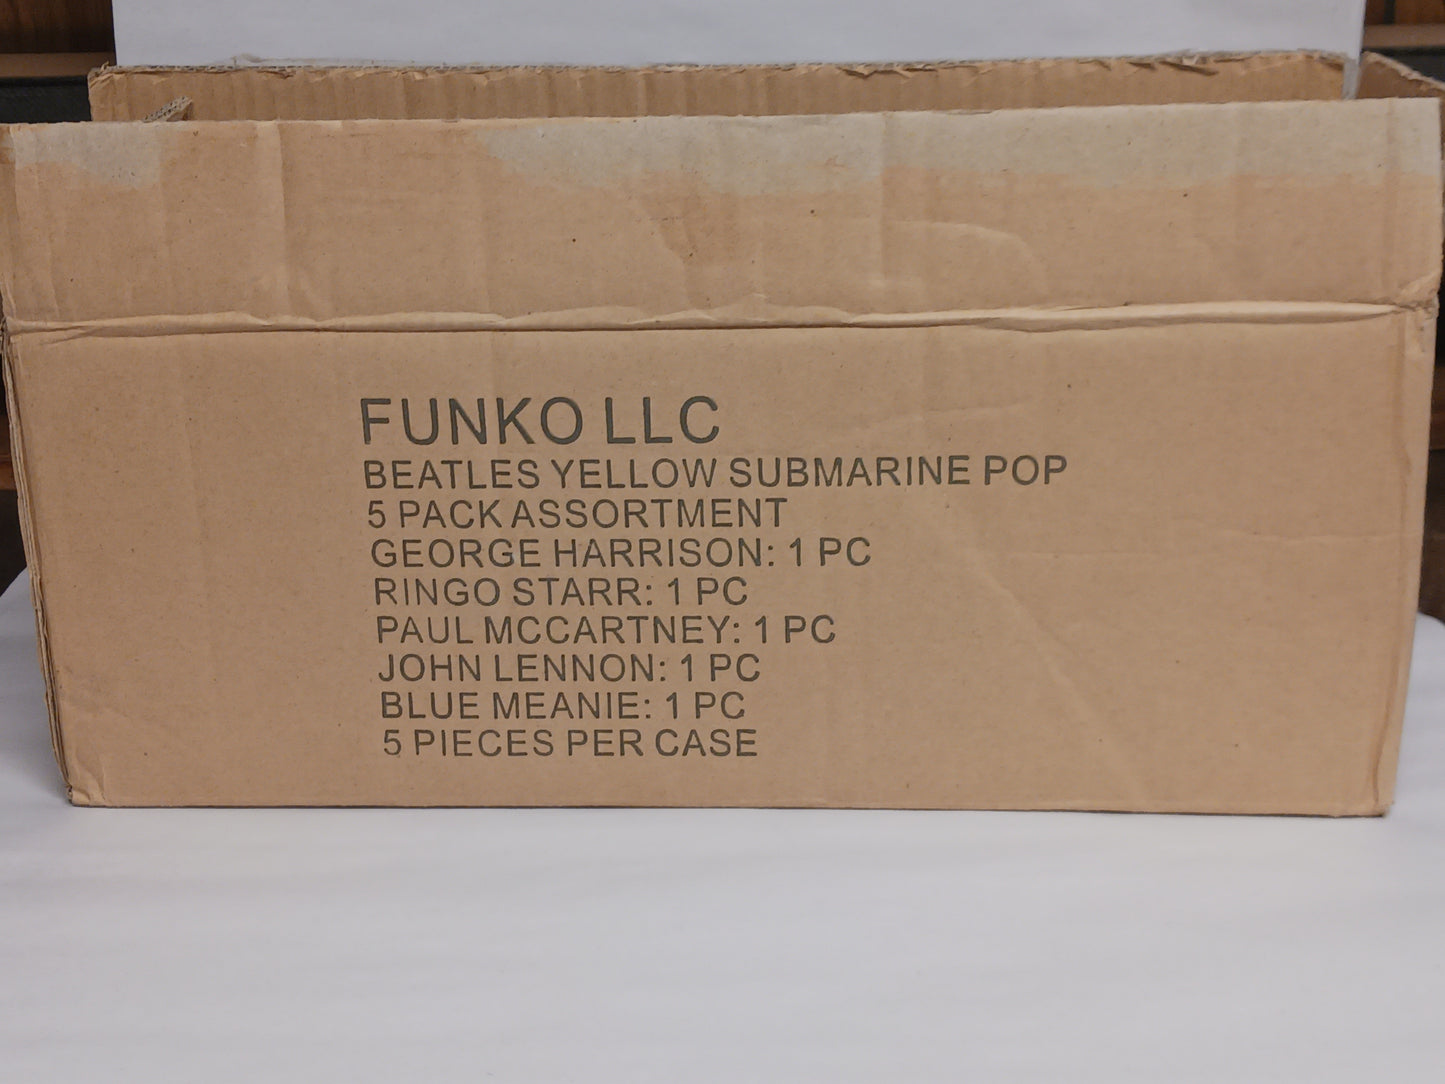 FUNKO LLC
BEATLES YELLOW SUBMARINE POP
5 PACK ASSORTMENT
GEORGE HARRISON: 1 PC
RINGO STARR: 1 PC
PAUL MCCARTNEY: 1 PC
JOHN LENNON: 1 PC
BLUE MEANIE: 1 PC
5 PIECES PER CASE